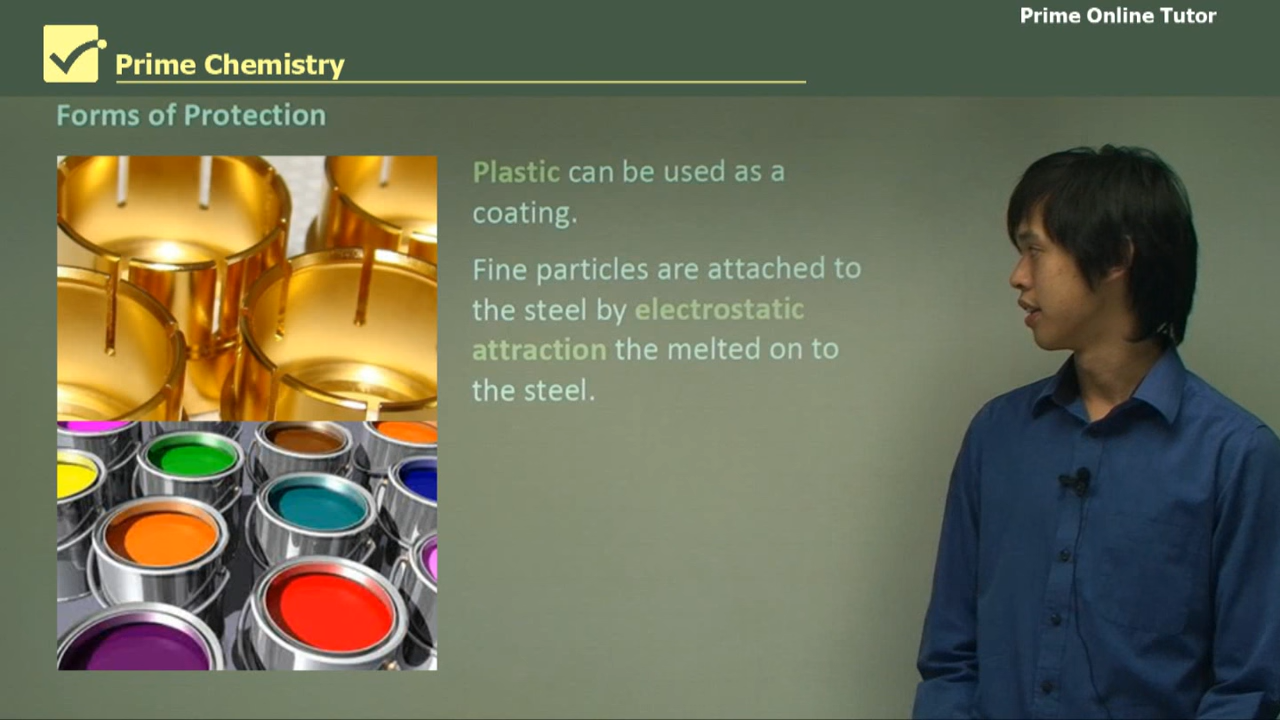 Prime Online Tutor
Prime Chemistry
Forms of Protection
Plastic can be used as a
coating.
Fine particles are attached to
the steel by electrostatic
attraction the melted on to
the steel.